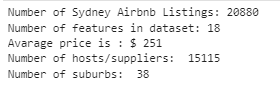 Number of Sydney Airbnb Listings: 20880
Number of features in dataset: 18
Avarage price is : $ 251
Number of hosts/suppliers:  15115
Number of suburbs:  38